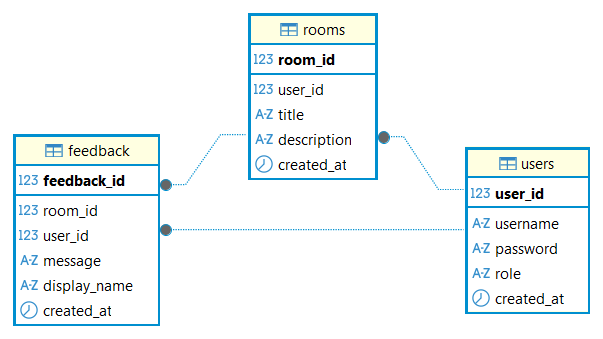 rooms
123 room_id
123 user_id
A-Z title
A-Z description
created_at
feedback
123 feedback_id
123 room_id
123 user_id
A-Z message
A-Z display_name
created_at
users
123 user_id
A-Z username
A-Z password
A-Z role
created_at